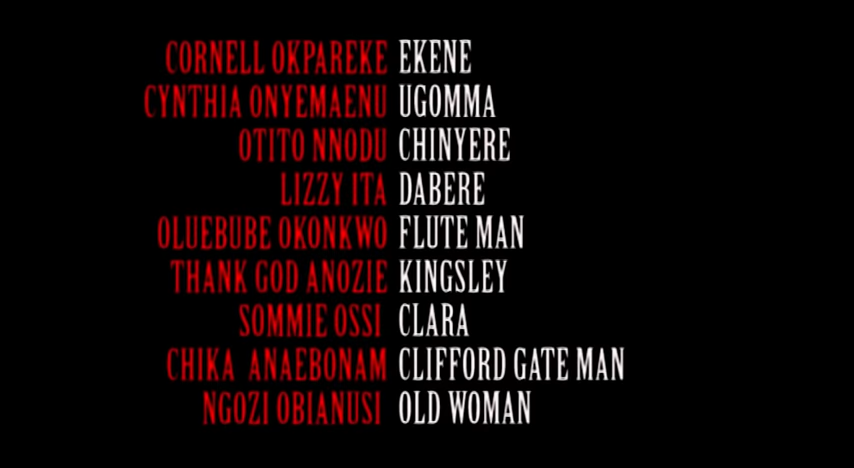 CORNELL OKPAREKE EKENE
CYNTHIA ONYEMAENU UGOMMA
OTITO NNODU CHINYERE
LIZZY ITA DABERE
OLUEBUBE OKONKWO FLUTE MAN
THANK GOD ANOZIE KINGSLEY
SOMMIE OSSI CLARA
CHIKA ANAEBONAM CLIFFORD GATE MAN
NGOZI OBIANUSI OLD WOMAN